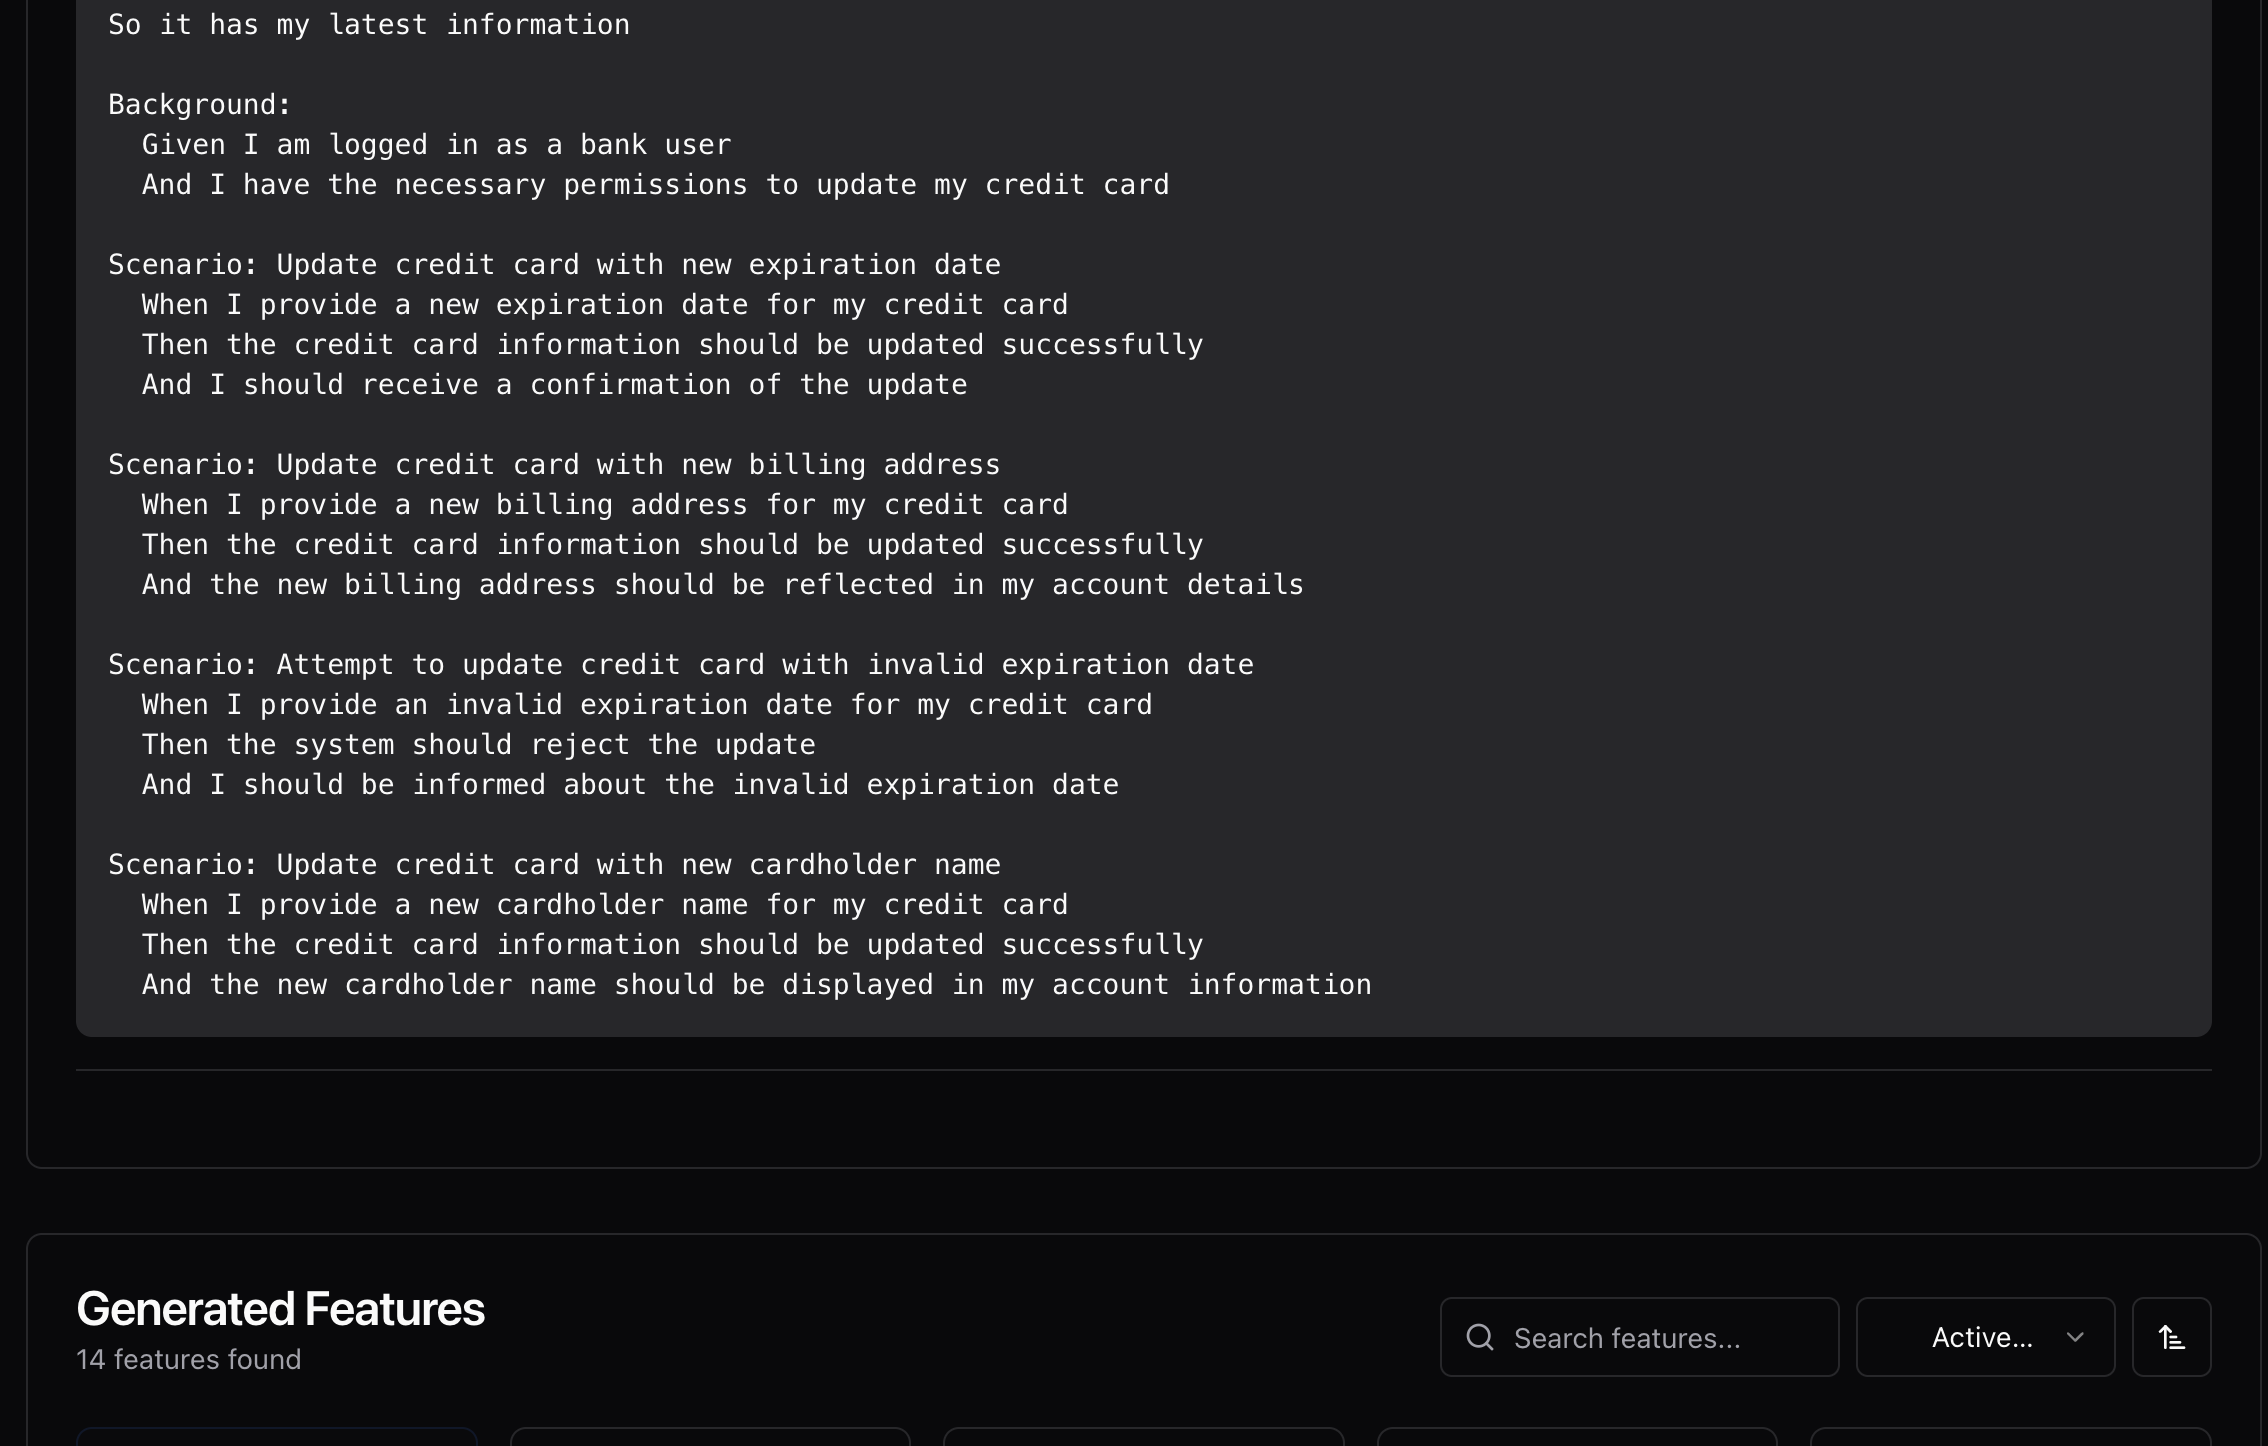 So it has my latest information
Background:
Given I am logged in as a bank user
And I have the necessary permissions to update my credit card
Scenario: Update credit card with new expiration date
When I provide a new expiration date for my credit card
Then the credit card information should be updated successfully
And I should receive a confirmation of the update
Scenario: Update credit card with new billing address
When I provide a new billing address for my credit card
Then the credit card information should be updated successfully
And the new billing address should be reflected in my account details
Scenario: Attempt to update credit card with invalid expiration date
When I provide an invalid expiration date for my credit card
Then the system should reject the update
And I should be informed about the invalid expiration date
Scenario: Update credit card with new cardholder name
When I provide a new cardholder name for my credit card
Then the credit card information should be updated successfully
And the new cardholder name should be displayed in my account information
Generated Features
14 features found
Search features...
Active...